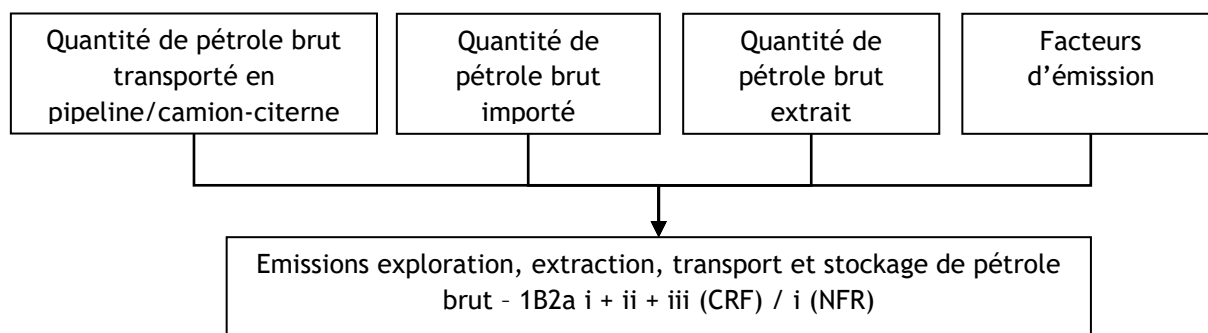 Quantité de pétrole brut
transporté en
pipeline/camion-citerne
Quantité de
pétrole brut
importé
Quantité de
pétrole brut
extrait
Facteurs
d’émission
Emissions exploration, extraction, transport et stockage de pétrole
brut – 1B2a i + ii + iii (CRF) / i (NFR)